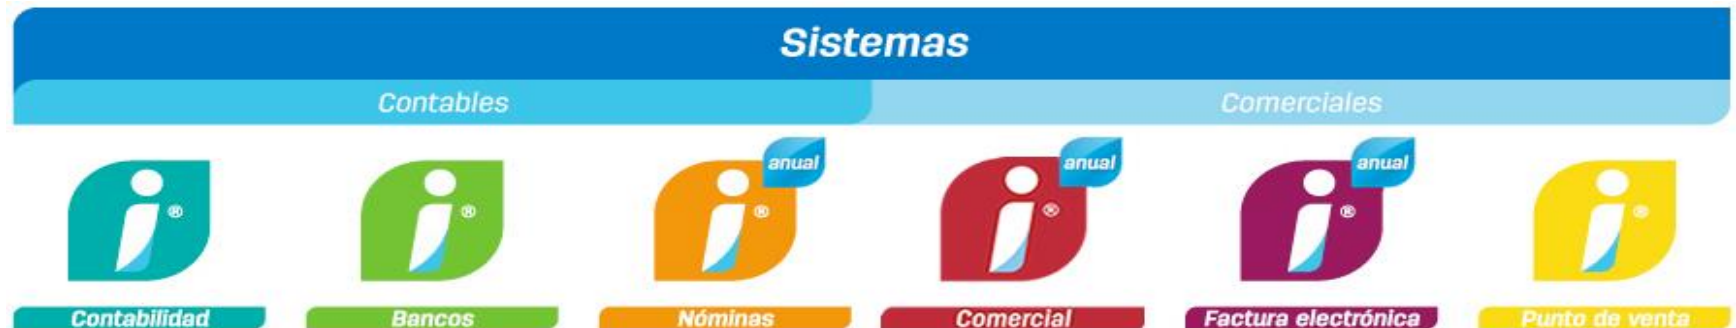 Sistemas
Contables Comerciales
anual anual anual
i® i® i® i® i® i®
Contabilidad Bancos Nóminas Comercial Factura electrónica Punto de venta